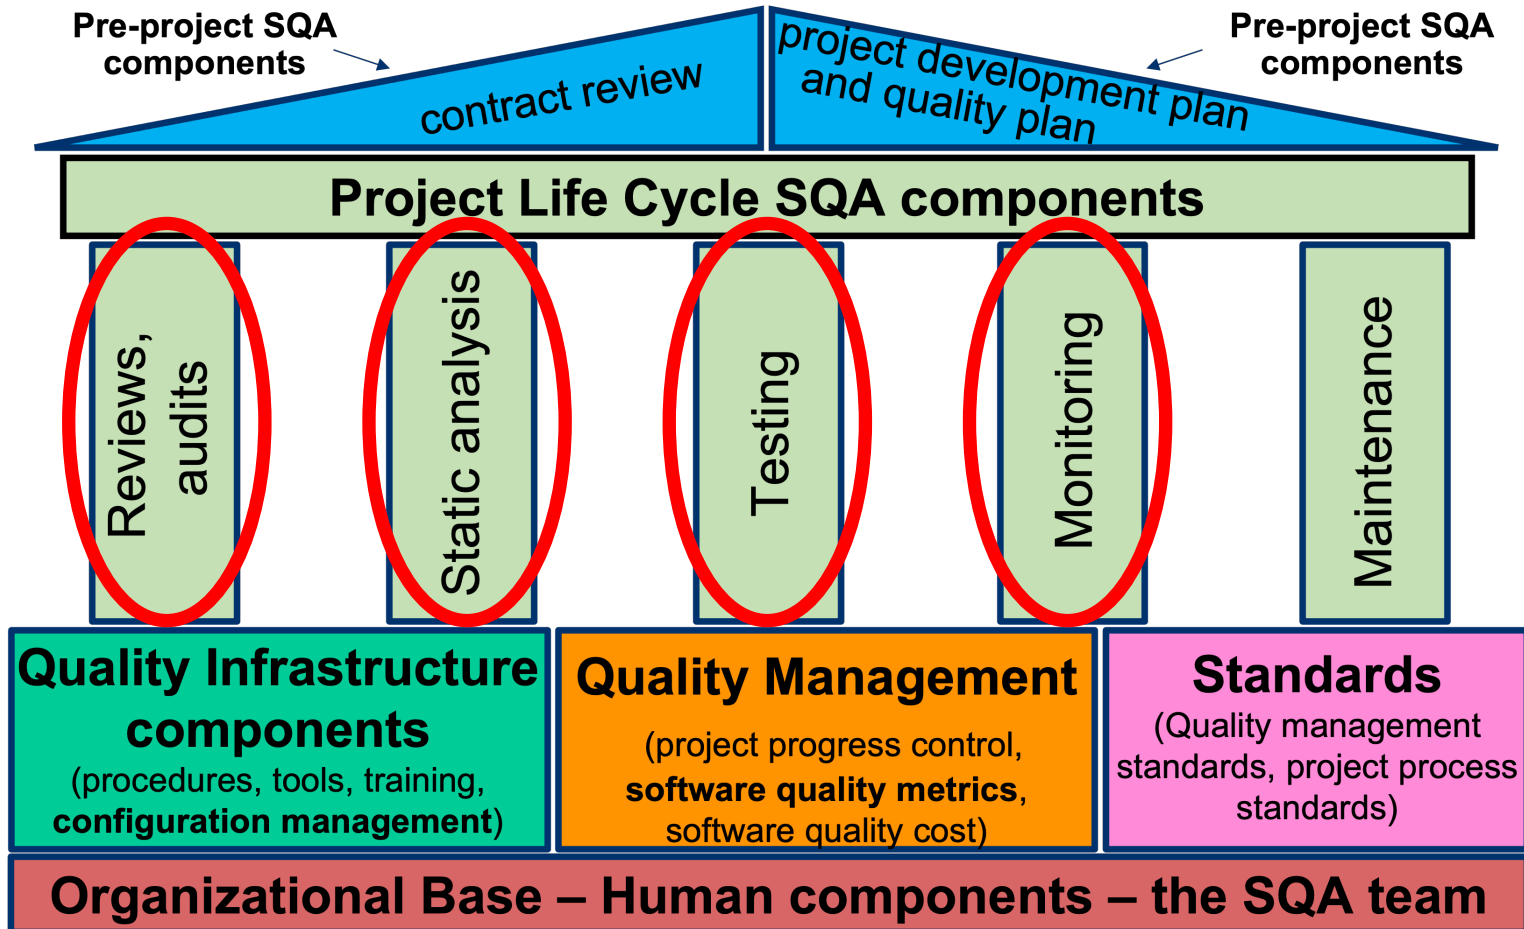 Pre-project SQA
components
Pre-project SQA
components
contract review
project development plan
and quality plan
Project Life Cycle SQA components
Reviews,
audits
Static analysis
Testing
Monitoring
Maintenance
Quality Infrastructure
components
(procedures, tools, training,
configuration management)
Quality Management
(project progress control,
software quality metrics,
software quality cost)
Standards
(Quality management
standards, project process
standards)
Organizational Base – Human components – the SQA team